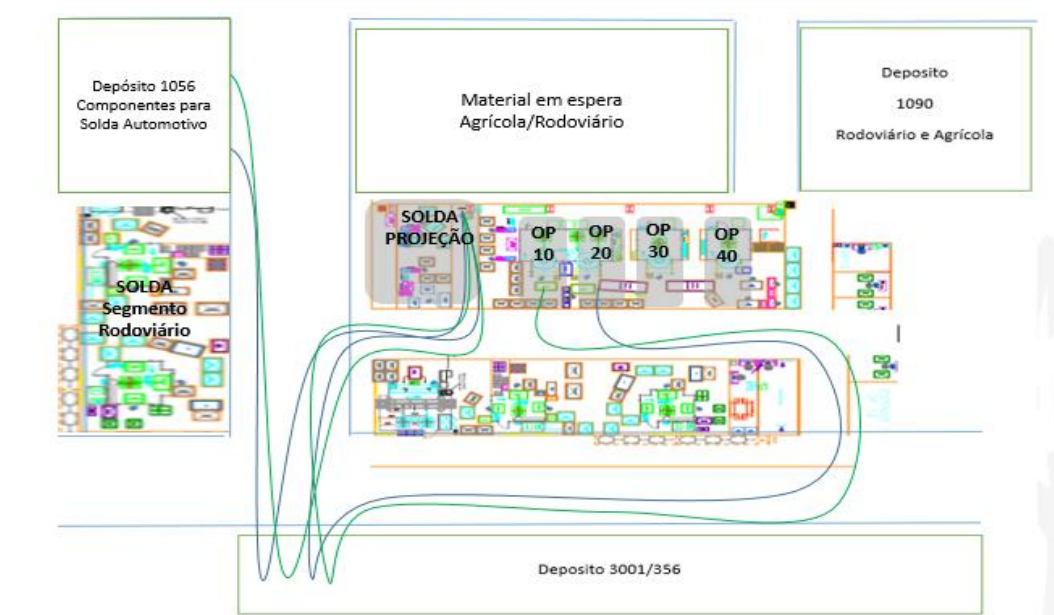 Depósito 1056
Componentes para
Solda Automotivo
Material em espera
Agrícola/Rodoviário
Deposito
1090
Rodoviário e Agrícola
SOLDA
PROJEÇÃO
OP
10
OP
20
OP
30
OP
40
SOLDA
Segmento
Rodoviário
Deposito 3001/356